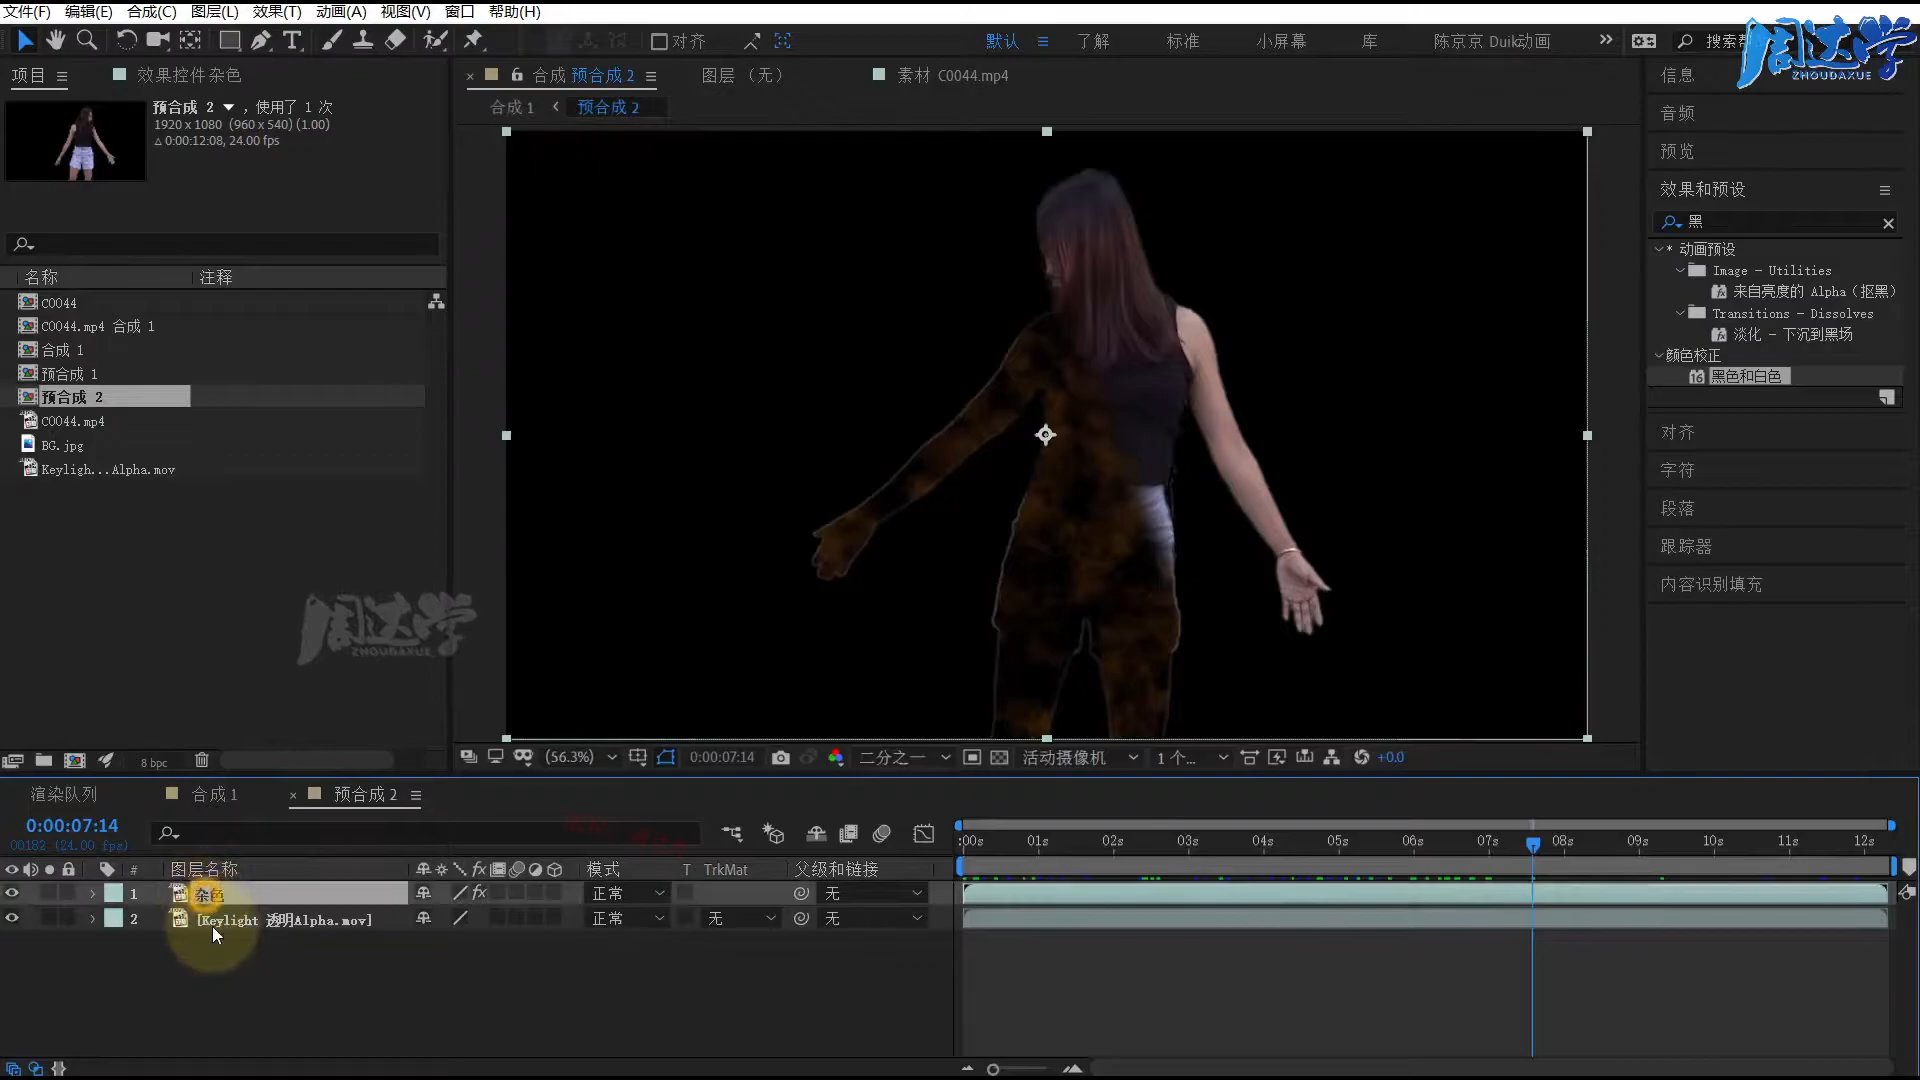 文件(F) 编辑(E) 合成(C) 图层(L) 效果(T) 动画(A) 视图(V) 窗口 帮助(H)
对齐 默认 了解 标准 小屏幕 库 陈京京 Duik动画 搜索帮
周达学
ZHOUDAXUE
项目 效果控件 杂色
合成 预合成 2 图层 （无） 素材 C0044.mp4
合成 1 预合成 2
预合成 2 ，使用了 1 次
1920 x 1080 (960 x 540) (1.00)
Δ 0:00:12:08, 24.00 fps
名称 注释
C0044
C0044.mp4 合成 1
合成 1
预合成 1
预合成 2
C0044.mp4
BG.jpg
Keyligh...Alpha.mov
周达学
ZHOUDAXUE
8 bpc
(56.3%) 0:00:07:14 二分之一 活动摄像机 1 个... +0.0
信息
音频
预览
效果和预设
黑
* 动画预设
Image - Utilities
来自亮度的 Alpha（抠黑）
Transitions - Dissolves
淡化 - 下沉到黑场
颜色校正
16 黑色和白色
对齐
字符
段落
跟踪器
内容识别填充
渲染队列 合成 1 预合成 2
0:00:07:14
00182 (24.00 fps)
:00s 01s 02s 03s 04s 05s 06s 07s 08s 09s 10s 11s 12s
# 图层名称 fx 模式 T TrkMat 父级和链接
1 杂色 fx 正常 无
2 [Keylight 透明Alpha.mov] 正常 无 无